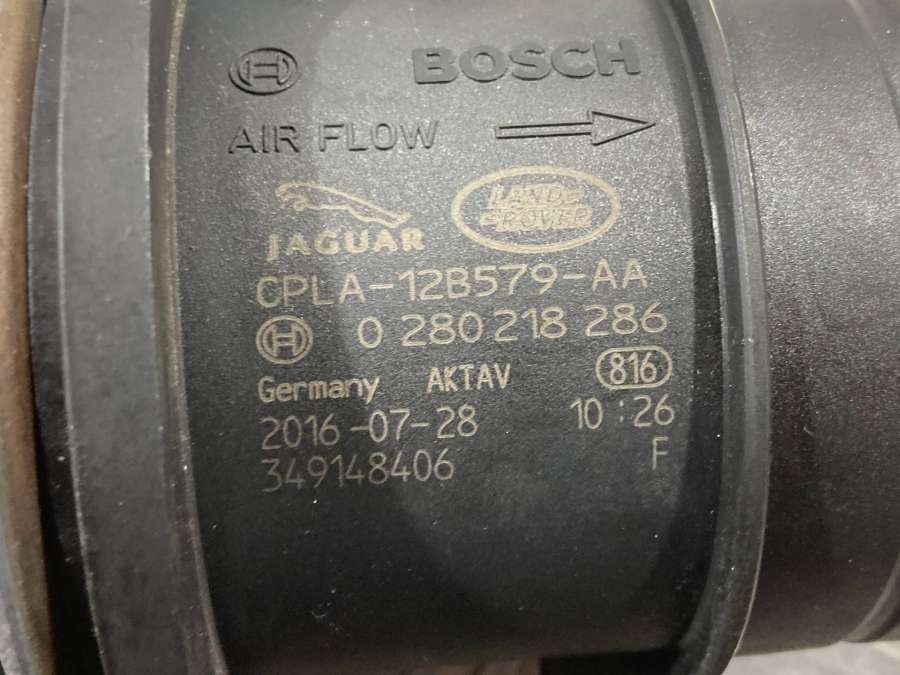 BOSCH
AIR FLOW
JAGUAR
LAND ROVER
CPLA-12B579-AA
0 280 218 286
Germany AKTAV 816
2016-07-28 10:26
349148406 F